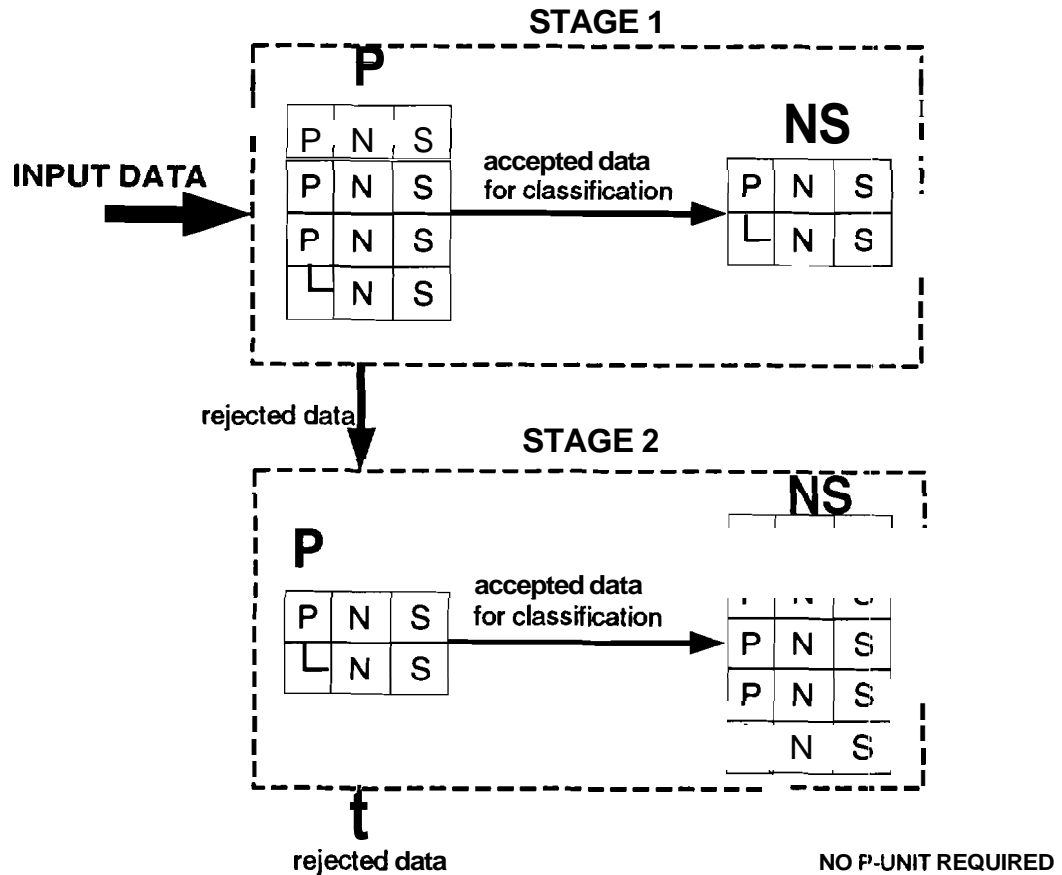 STAGE 1
P
P N S
P N S
P N S
N S
INPUT DATA
accepted data
for classification
NS
P N S
N S
rejected data
STAGE 2
P
P N S
N S
accepted data
for classification
NS
P N S
P N S
N S
t
rejected data
NO P-UNIT REQUIRED